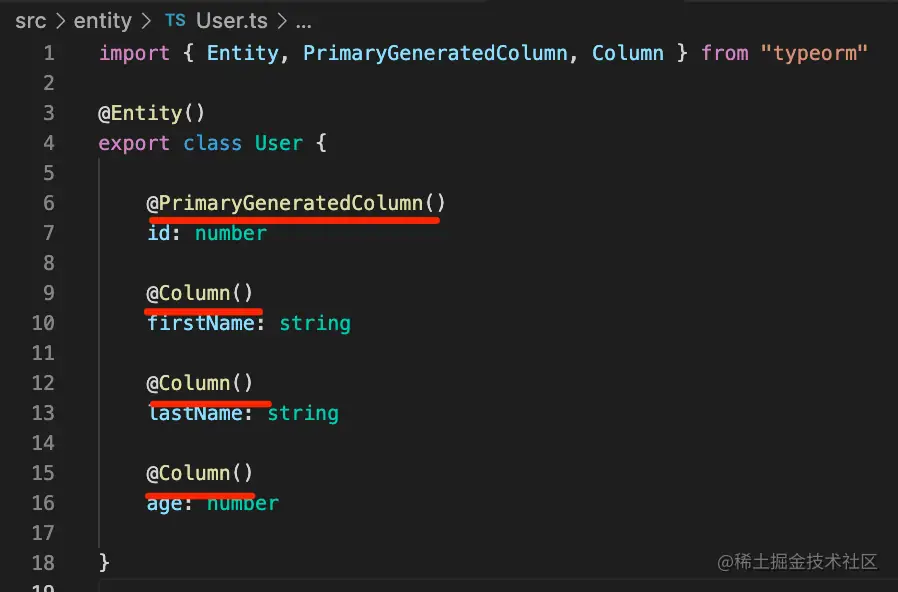 src > entity > TS User.ts > ...
1 import { Entity, PrimaryGeneratedColumn, Column } from "typeorm"
2
3 @Entity()
4 export class User {
5
6 @PrimaryGeneratedColumn()
7 id: number
8
9 @Column()
10 firstName: string
11
12 @Column()
13 lastName: string
14
15 @Column()
16 age: number
17
18 }
19
@稀土掘金技术社区